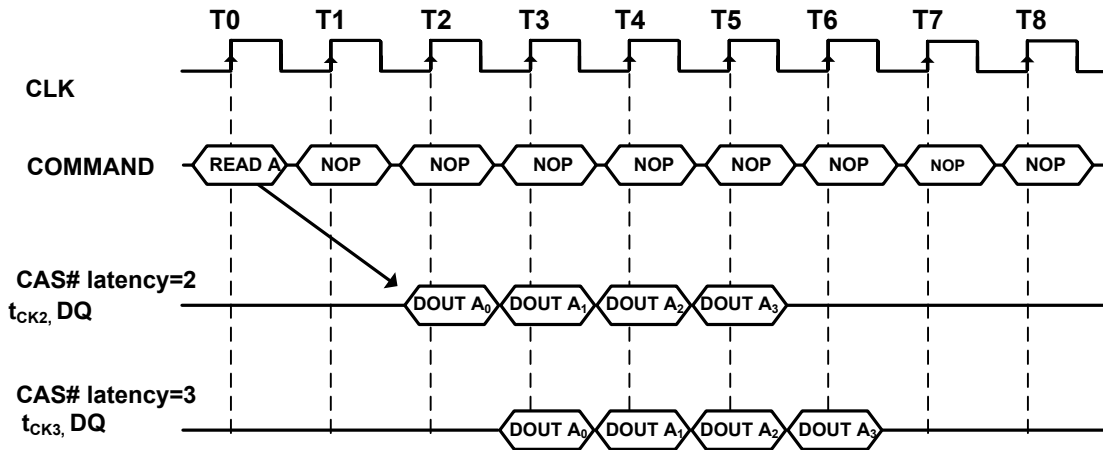 T0 T1 T2 T3 T4 T5 T6 T7 T8
CLK
COMMAND READ A NOP NOP NOP NOP NOP NOP NOP NOP
CAS# latency=2
tCK2, DQ DOUT A0 DOUT A1 DOUT A2 DOUT A3
CAS# latency=3
tCK3, DQ DOUT A0 DOUT A1 DOUT A2 DOUT A3